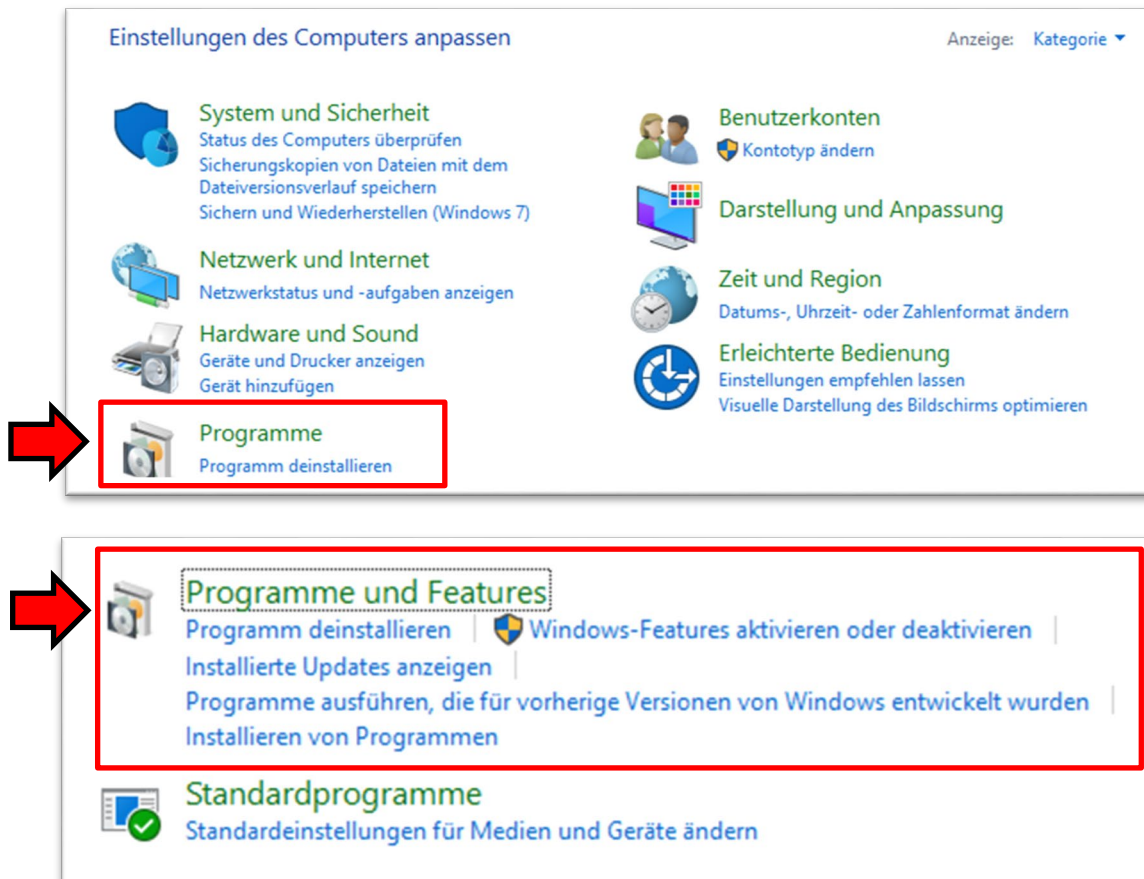 Einstellungen des Computers anpassen
Anzeige: Kategorie
System und Sicherheit
Status des Computers überprüfen
Sicherungskopien von Dateien mit dem
Dateiversionsverlauf speichern
Sichern und Wiederherstellen (Windows 7)
Netzwerk und Internet
Netzwerkstatus und -aufgaben anzeigen
Hardware und Sound
Geräte und Drucker anzeigen
Gerät hinzufügen
Programme
Programm deinstallieren
Benutzerkonten
Kontotyp ändern
Darstellung und Anpassung
Zeit und Region
Datums-, Uhrzeit- oder Zahlenformat ändern
Erleichterte Bedienung
Einstellungen empfehlen lassen
Visuelle Darstellung des Bildschirms optimieren
Programme und Features
Programm deinstallieren Windows-Features aktivieren oder deaktivieren
Installierte Updates anzeigen
Programme ausführen, die für vorherige Versionen von Windows entwickelt wurden
Installieren von Programmen
Standardprogramme
Standardeinstellungen für Medien und Geräte ändern